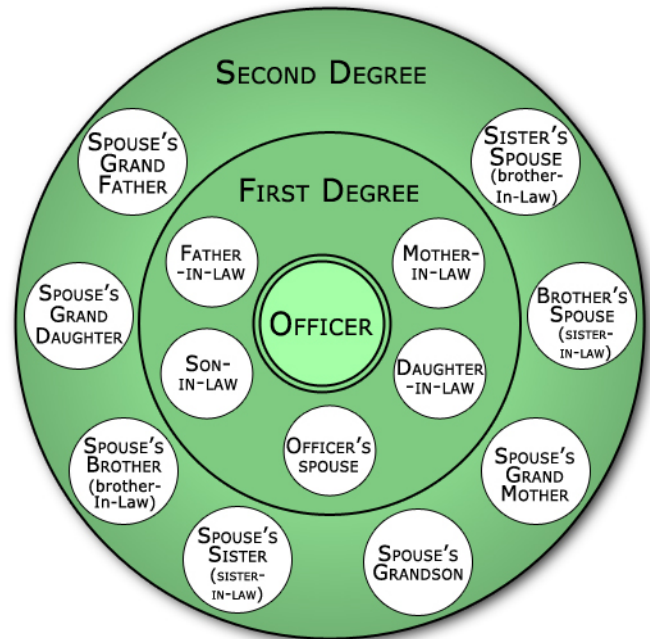 SECOND DEGREE
SPOUSE'S
GRAND
FATHER
SISTER'S
SPOUSE
(brother-
In-Law)
FIRST DEGREE
FATHER
-IN-LAW
MOTHER-
IN-LAW
SPOUSE'S
GRAND
DAUGHTER
OFFICER
BROTHER'S
SPOUSE
(SISTER-
IN-LAW)
SON-
IN-LAW
DAUGHTER
-IN-LAW
SPOUSE'S
BROTHER
(brother-
In-Law)
OFFICER'S
SPOUSE
SPOUSE'S
GRAND
MOTHER
SPOUSE'S
SISTER
(SISTER-
IN-LAW)
SPOUSE'S
GRANDSON